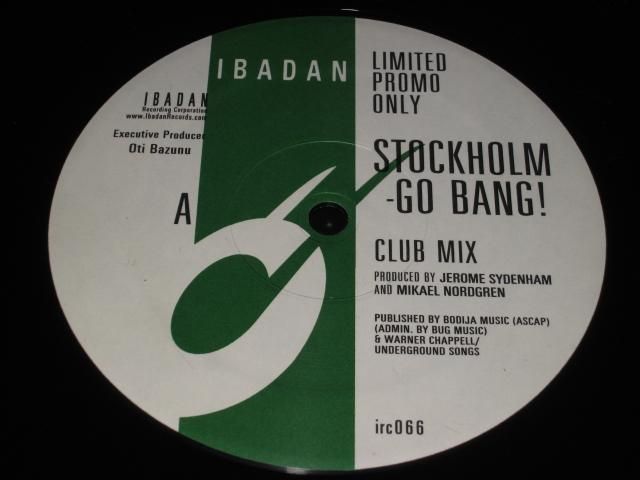 IBADAN
IBADAN
Recording Corporation
www.IbadanRecords.com
Executive Producer
Oti Bazunu
A
LIMITED
PROMO
ONLY
STOCKHOLM
-GO BANG!
CLUB MIX
PRODUCED BY JEROME SYDENHAM
AND MIKAEL NORDGREN
PUBLISHED BY BODIJA MUSIC (ASCAP)
(ADMIN. BY BUG MUSIC)
& WARNER CHAPPELL/
UNDERGROUND SONGS
irc066